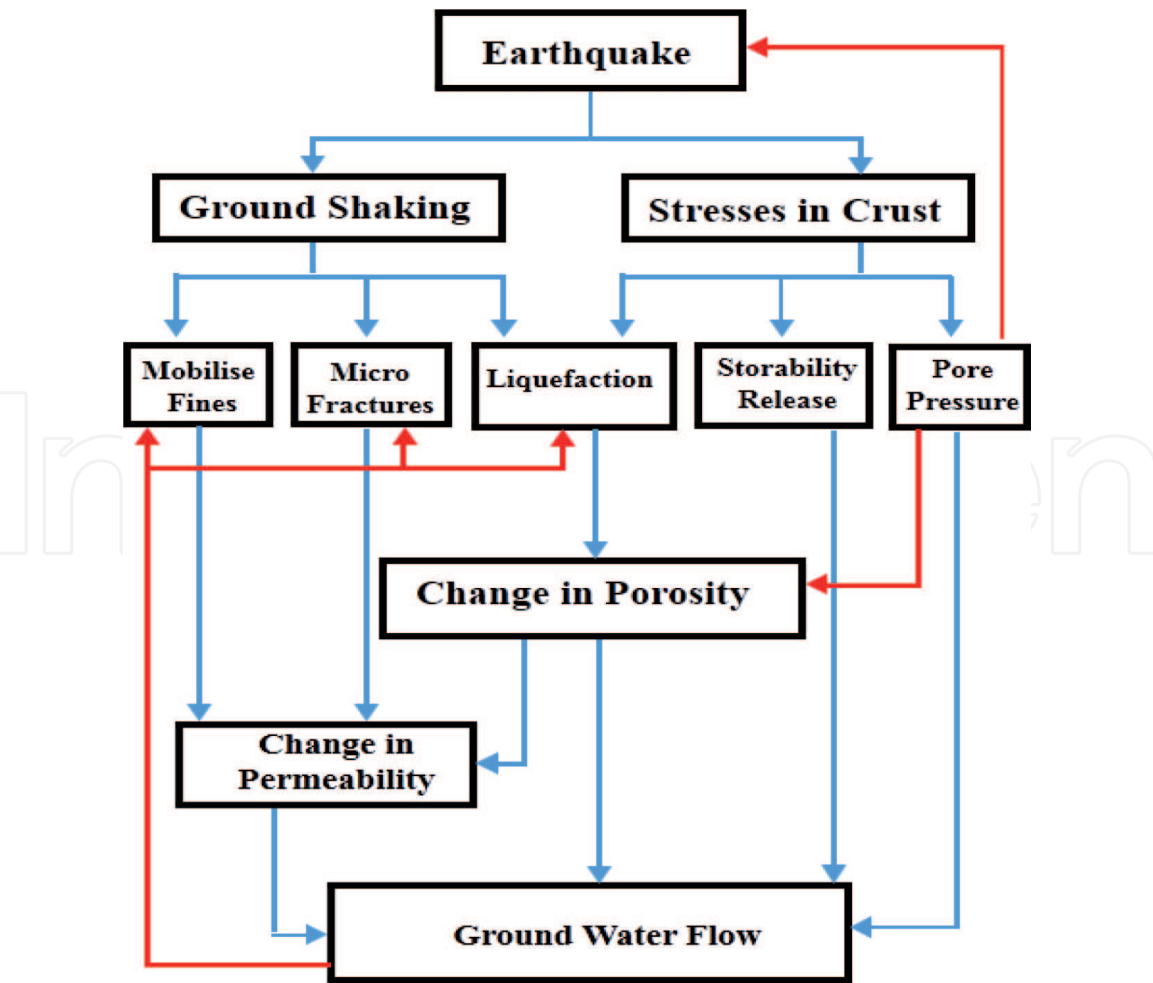 Earthquake
Ground Shaking
Stresses in Crust
Mobilise
Fines
Micro
Fractures
Liquefaction
Storability
Release
Pore
Pressure
Change in Porosity
Change in
Permeability
Ground Water Flow